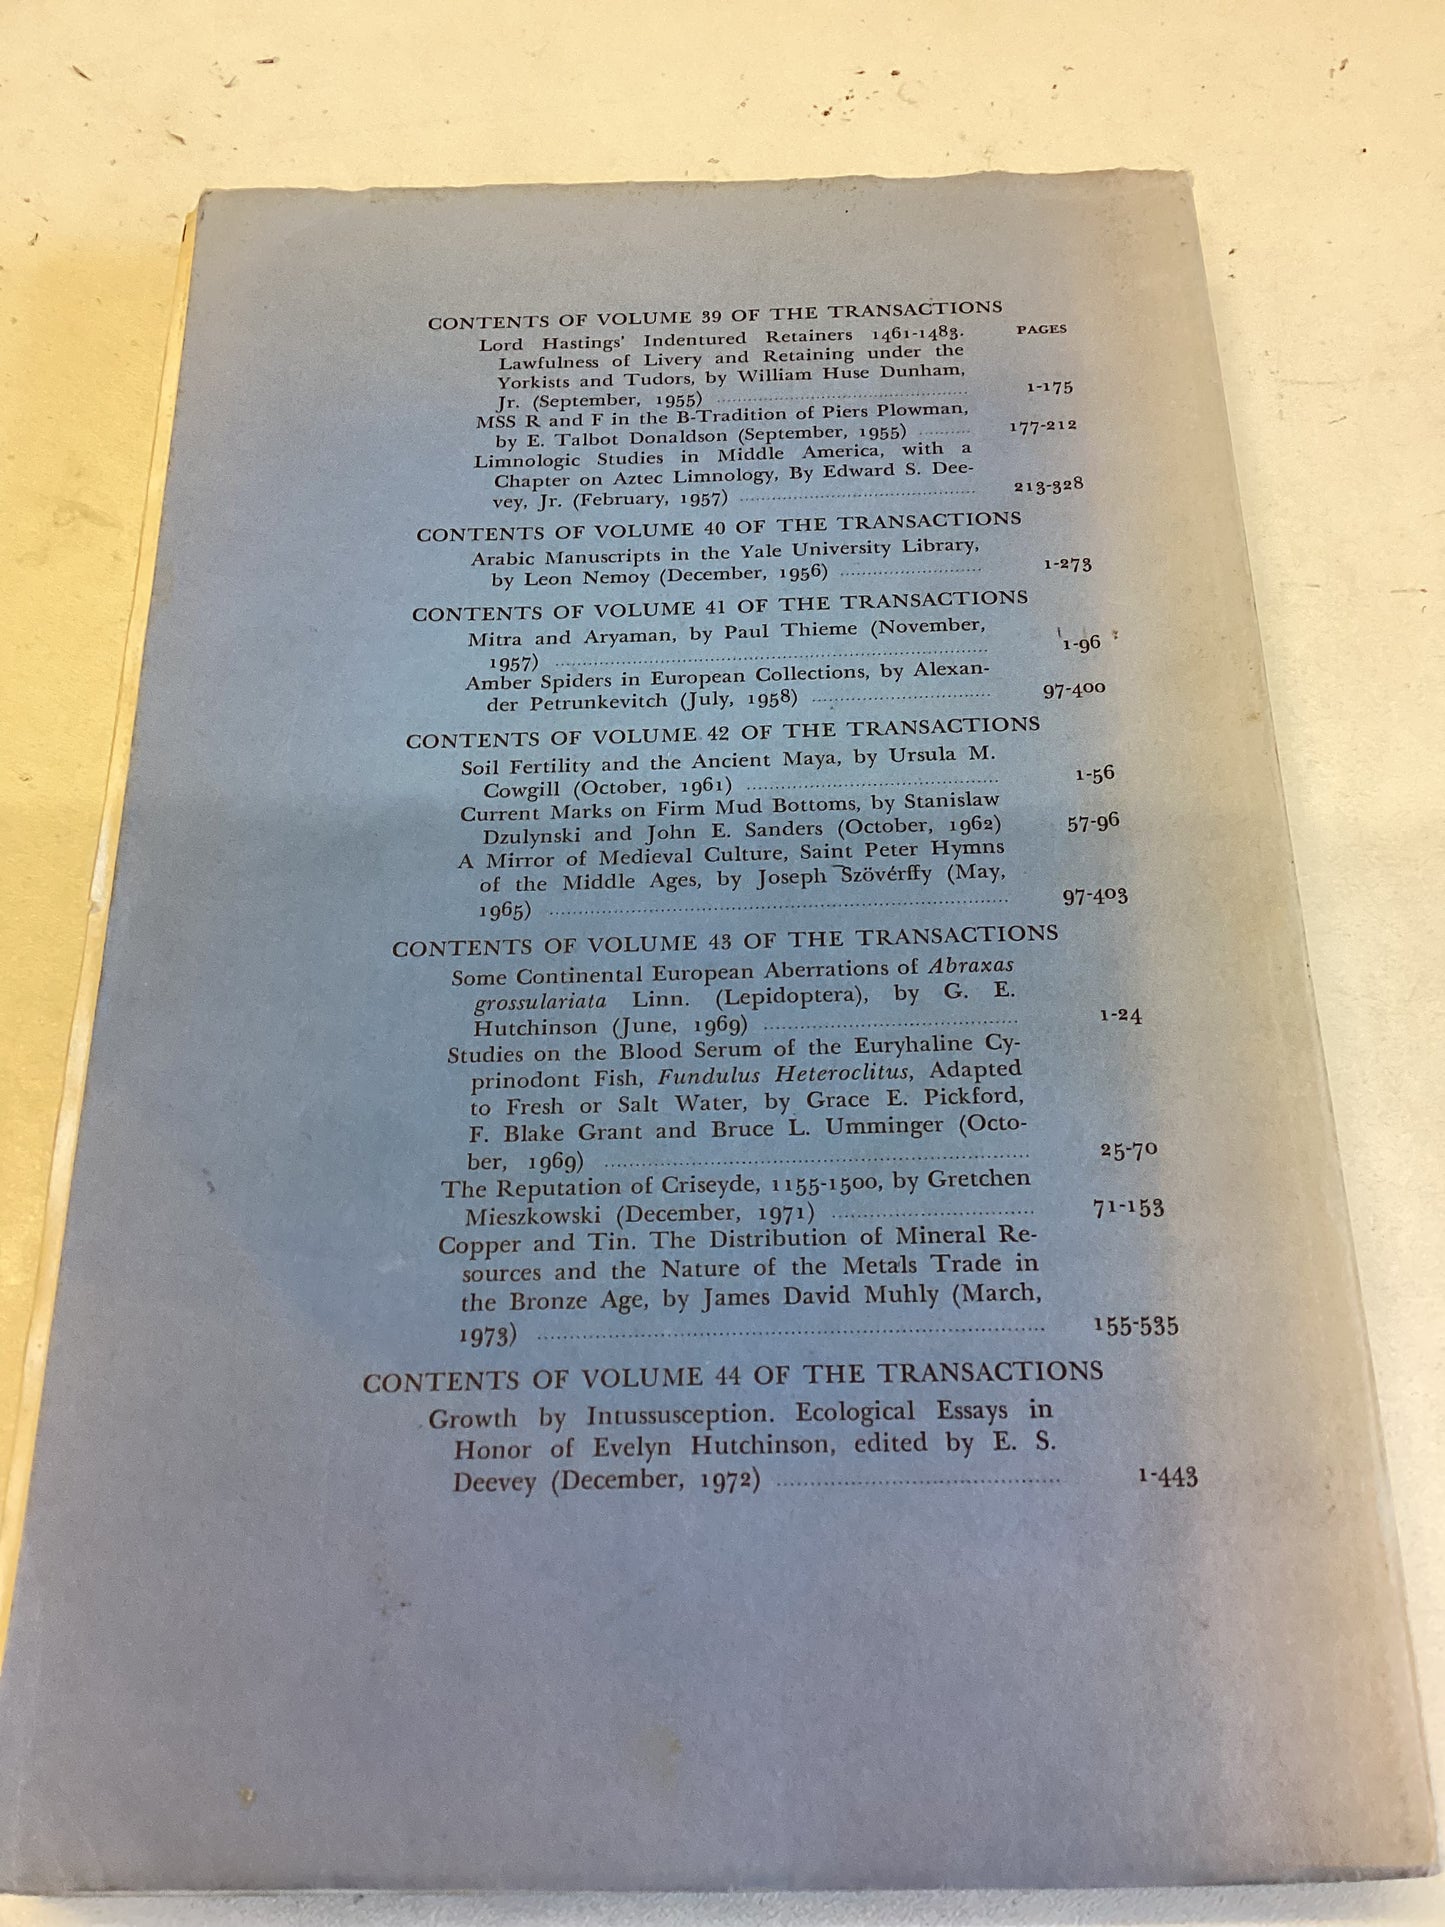 CONTENTS OF VOLUME 39 OF THE TRANSACTIONS
PAGES
Lord Hastings' Indentured Retainers 1461-1483.
Lawfulness of Livery and Retaining under the
Yorkists and Tudors, by William Huse Dunham,
Jr. (September, 1955) .......... 1-175
MSS R and F in the B-Tradition of Piers Plowman,
by E. Talbot Donaldson (September, 1955) .......... 177-212
Limnologic Studies in Middle America, with a
Chapter on Aztec Limnology, By Edward S. Dee-
vey, Jr. (February, 1957) .......... 213-328
CONTENTS OF VOLUME 40 OF THE TRANSACTIONS
Arabic Manuscripts in the Yale University Library,
by Leon Nemoy (December, 1956) .......... 1-273
CONTENTS OF VOLUME 41 OF THE TRANSACTIONS
Mitra and Aryaman, by Paul Thieme (November,
1957) .......... 1-96
Amber Spiders in European Collections, by Alexan-
der Petrunkevitch (July, 1958) .......... 97-400
CONTENTS OF VOLUME 42 OF THE TRANSACTIONS
Soil Fertility and the Ancient Maya, by Ursula M.
Cowgill (October, 1961) .......... 1-56
Current Marks on Firm Mud Bottoms, by Stanislaw
Dzulynski and John E. Sanders (October, 1962) 57-96
A Mirror of Medieval Culture, Saint Peter Hymns
of the Middle Ages, by Joseph Szövérffy (May,
1965) .......... 97-403
CONTENTS OF VOLUME 43 OF THE TRANSACTIONS
Some Continental European Aberrations of Abraxas
grossulariata Linn. (Lepidoptera), by G. E.
Hutchinson (June, 1969) .......... 1-24
Studies on the Blood Serum of the Euryhaline Cy-
prinodont Fish, Fundulus Heteroclitus, Adapted
to Fresh or Salt Water, by Grace E. Pickford,
F. Blake Grant and Bruce L. Umminger (Octo-
ber, 1969) .......... 25-70
The Reputation of Criseyde, 1155-1500, by Gretchen
Mieszkowski (December, 1971) .......... 71-153
Copper and Tin. The Distribution of Mineral Re-
sources and the Nature of the Metals Trade in
the Bronze Age, by James David Muhly (March,
1973) .......... 155-535
CONTENTS OF VOLUME 44 OF THE TRANSACTIONS
Growth by Intussusception. Ecological Essays in
Honor of Evelyn Hutchinson, edited by E. S.
Deevey (December, 1972) .......... 1-443